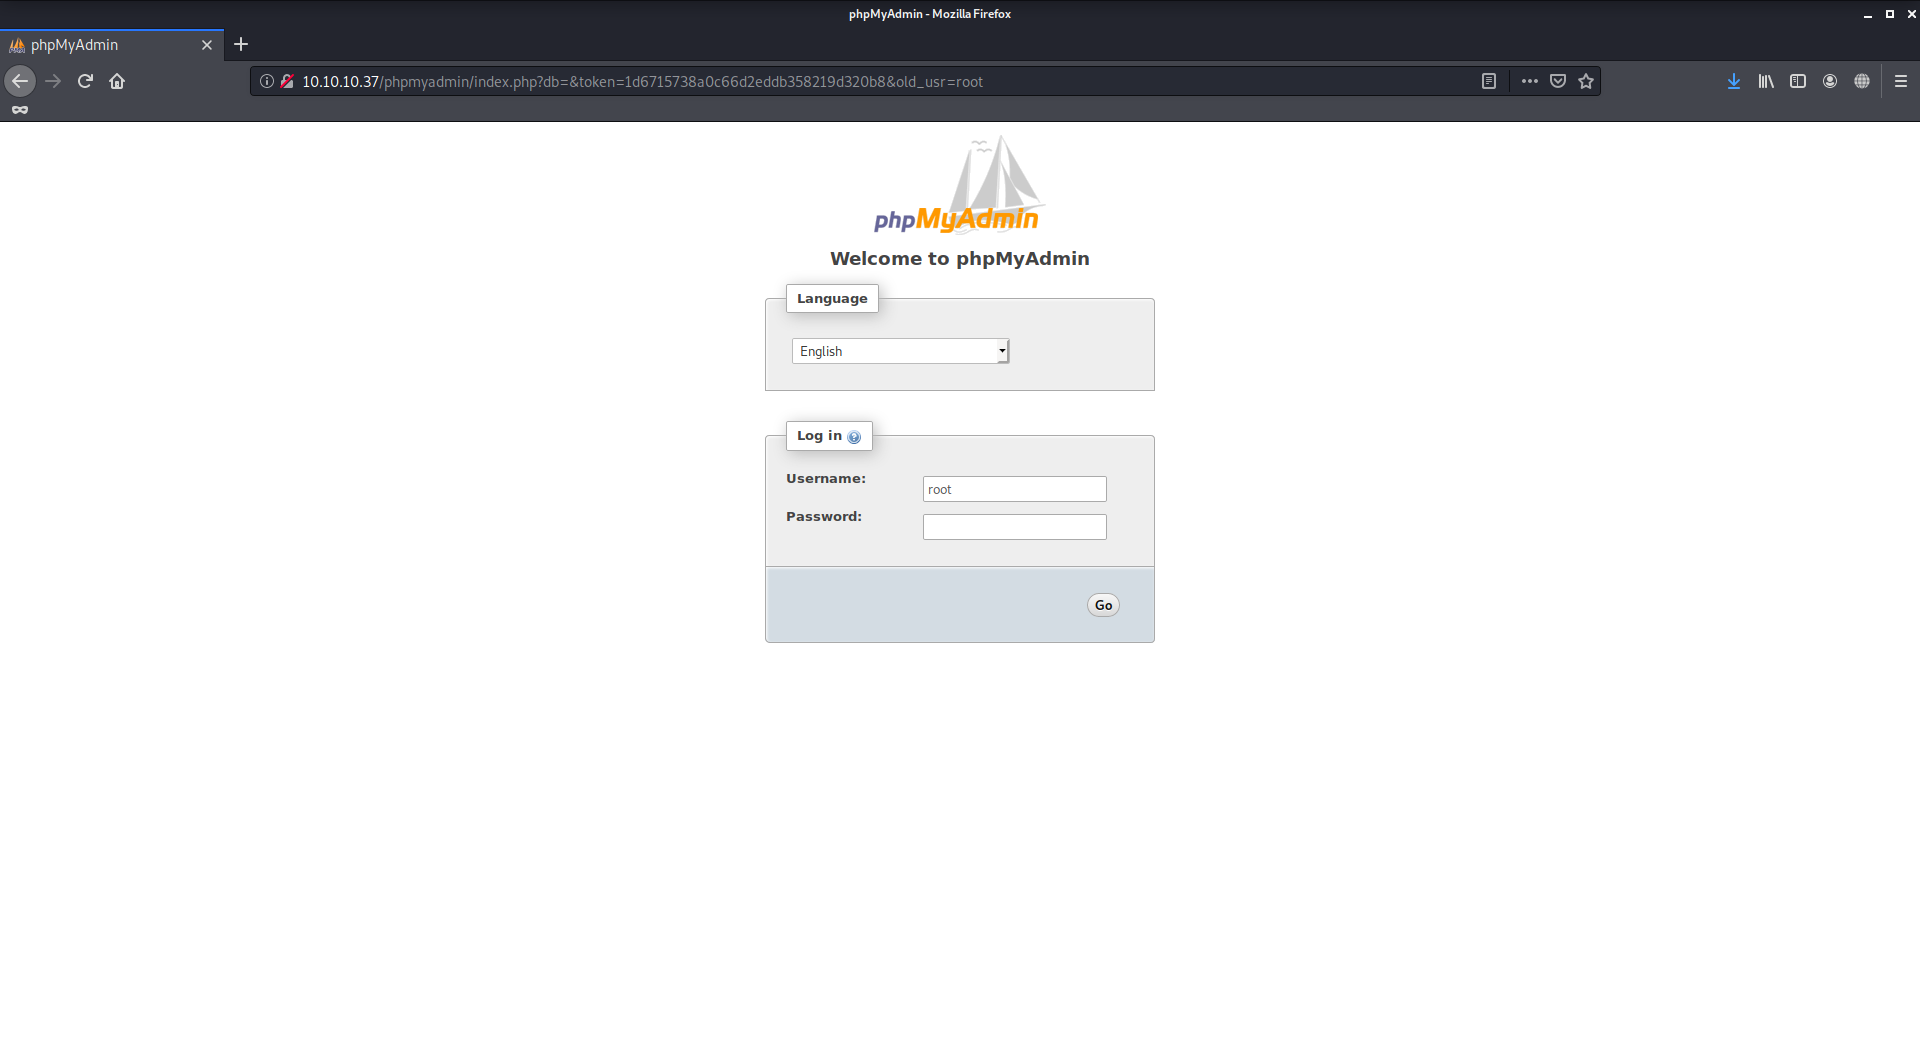 phpMyAdmin - Mozilla Firefox
phpMyAdmin
10.10.10.37/phpmyadmin/index.php?db=&token=1d6715738a0c66d2eddb358219d320b8&old_usr=root
phpMyAdmin
Welcome to phpMyAdmin
Language
English
Log in
Username:
root
Password:
Go